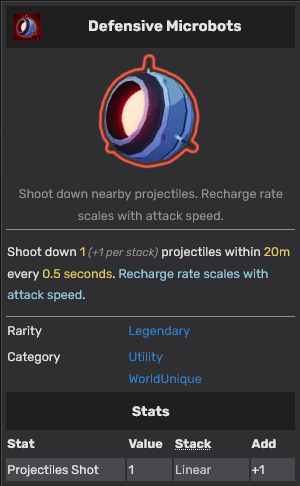 Defensive Microbots
Shoot down nearby projectiles. Recharge rate
scales with attack speed.
Shoot down 1 (+1 per stack) projectiles within 20m
every 0.5 seconds. Recharge rate scales with
attack speed.
Rarity Legendary
Category Utility
WorldUnique
Stats
Stat Value Stack Add
Projectiles Shot 1 Linear +1